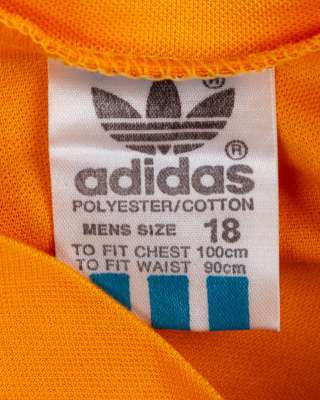 ®
adidas®
POLYESTER/COTTON
MENS SIZE 18
TO FIT CHEST 100cm
TO FIT WAIST 90cm